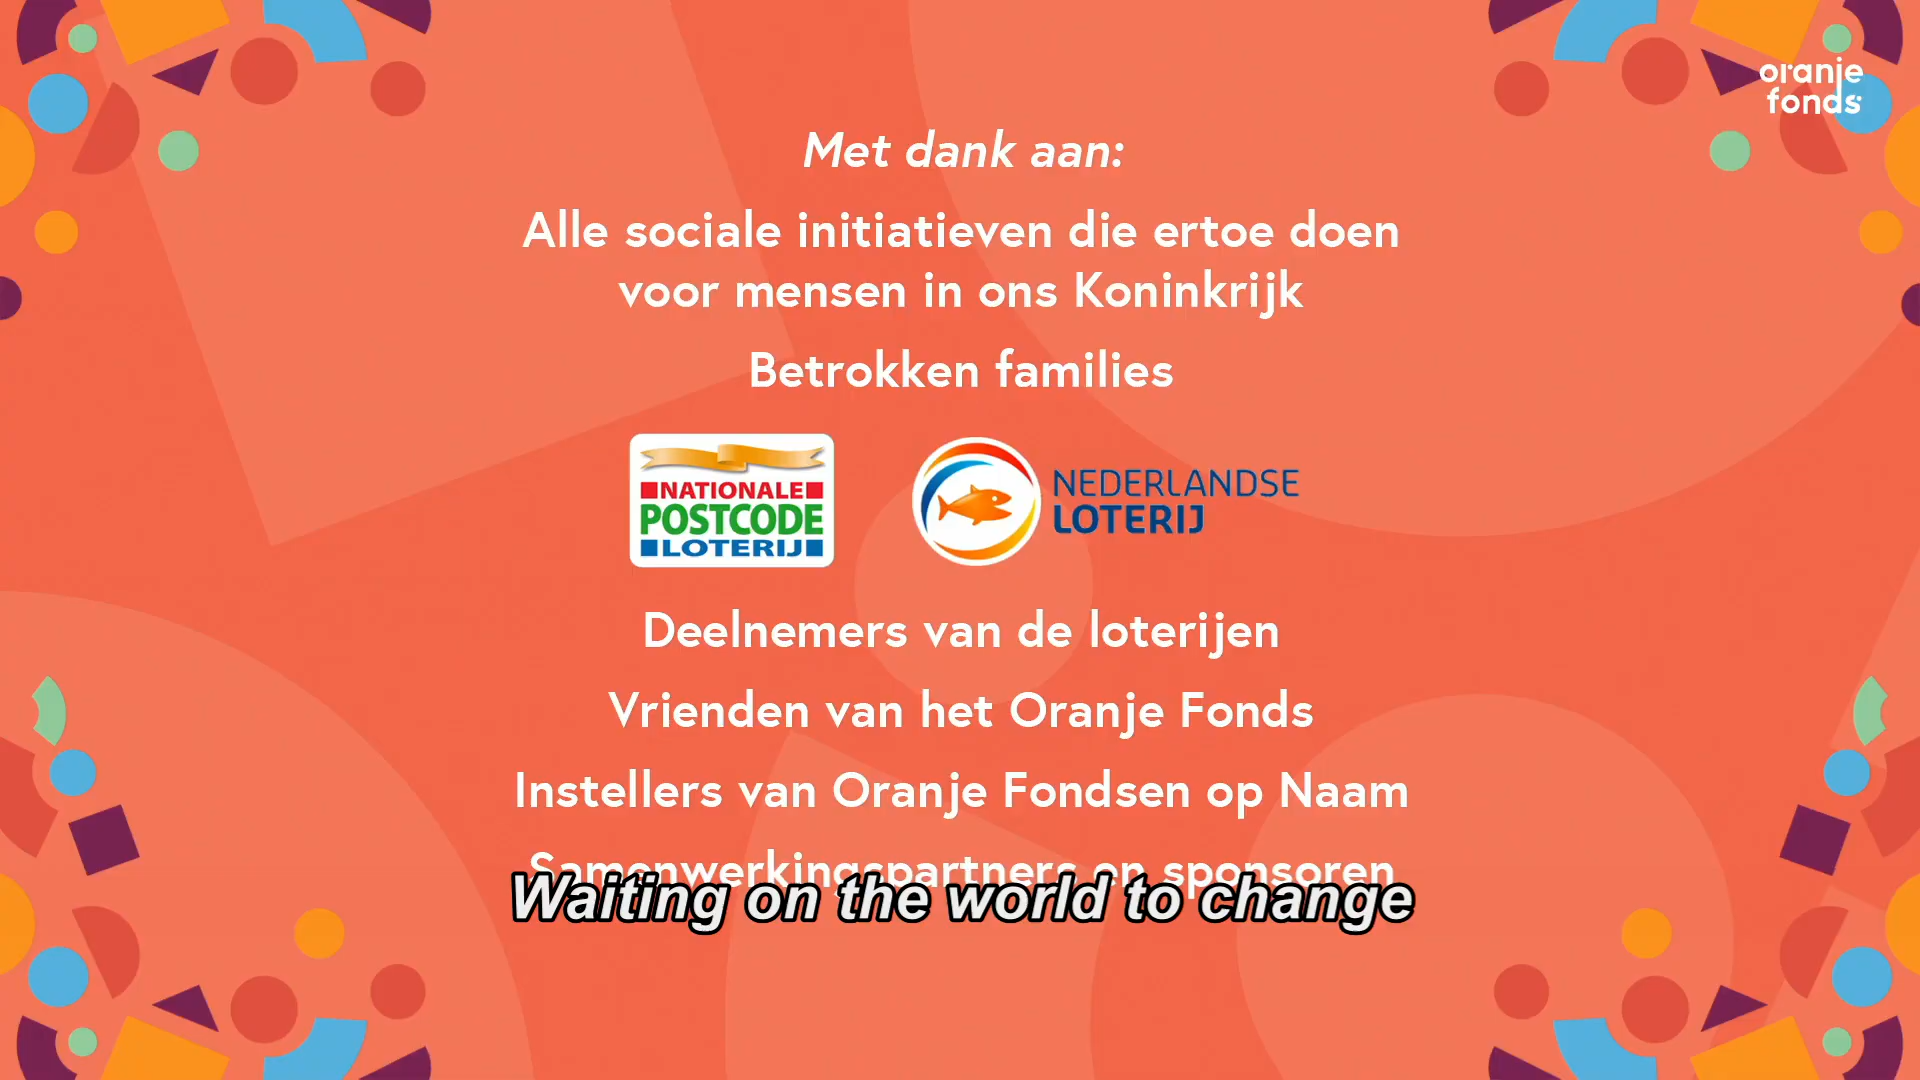 oranje
fonds
Met dank aan:
Alle sociale initiatieven die ertoe doen
voor mensen in ons Koninkrijk
Betrokken families
NATIONALE
POSTCODE
LOTERIJ
NEDERLANDSE
LOTERIJ
Deelnemers van de loterijen
Vrienden van het Oranje Fonds
Instellers van Oranje Fondsen op Naam
Samenwerkingspartners en sponsoren
Waiting on the world to change